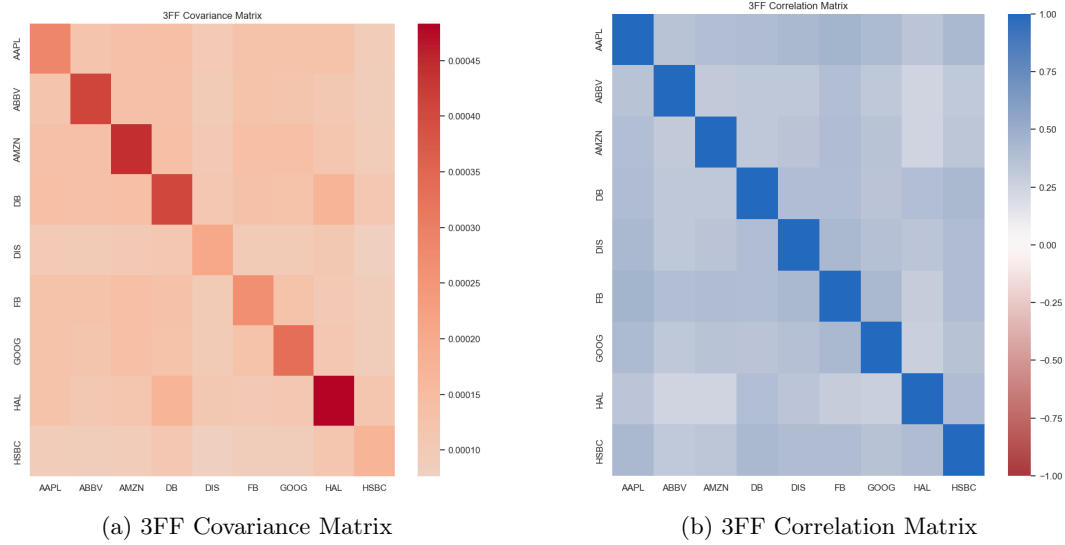 3FF Covariance Matrix
AAPL
ABBV
AMZN
DB
DIS
FB
GOOG
HAL
HSBC
AAPL ABBV AMZN DB DIS FB GOOG HAL HSBC
0.00045
0.00040
0.00035
0.00030
0.00025
0.00020
0.00015
0.00010
(a) 3FF Covariance Matrix
3FF Correlation Matrix
AAPL
ABBV
AMZN
DB
DIS
FB
GOOG
HAL
HSBC
AAPL ABBV AMZN DB DIS FB GOOG HAL HSBC
1.00
0.75
0.50
0.25
0.00
−0.25
−0.50
−0.75
−1.00
(b) 3FF Correlation Matrix